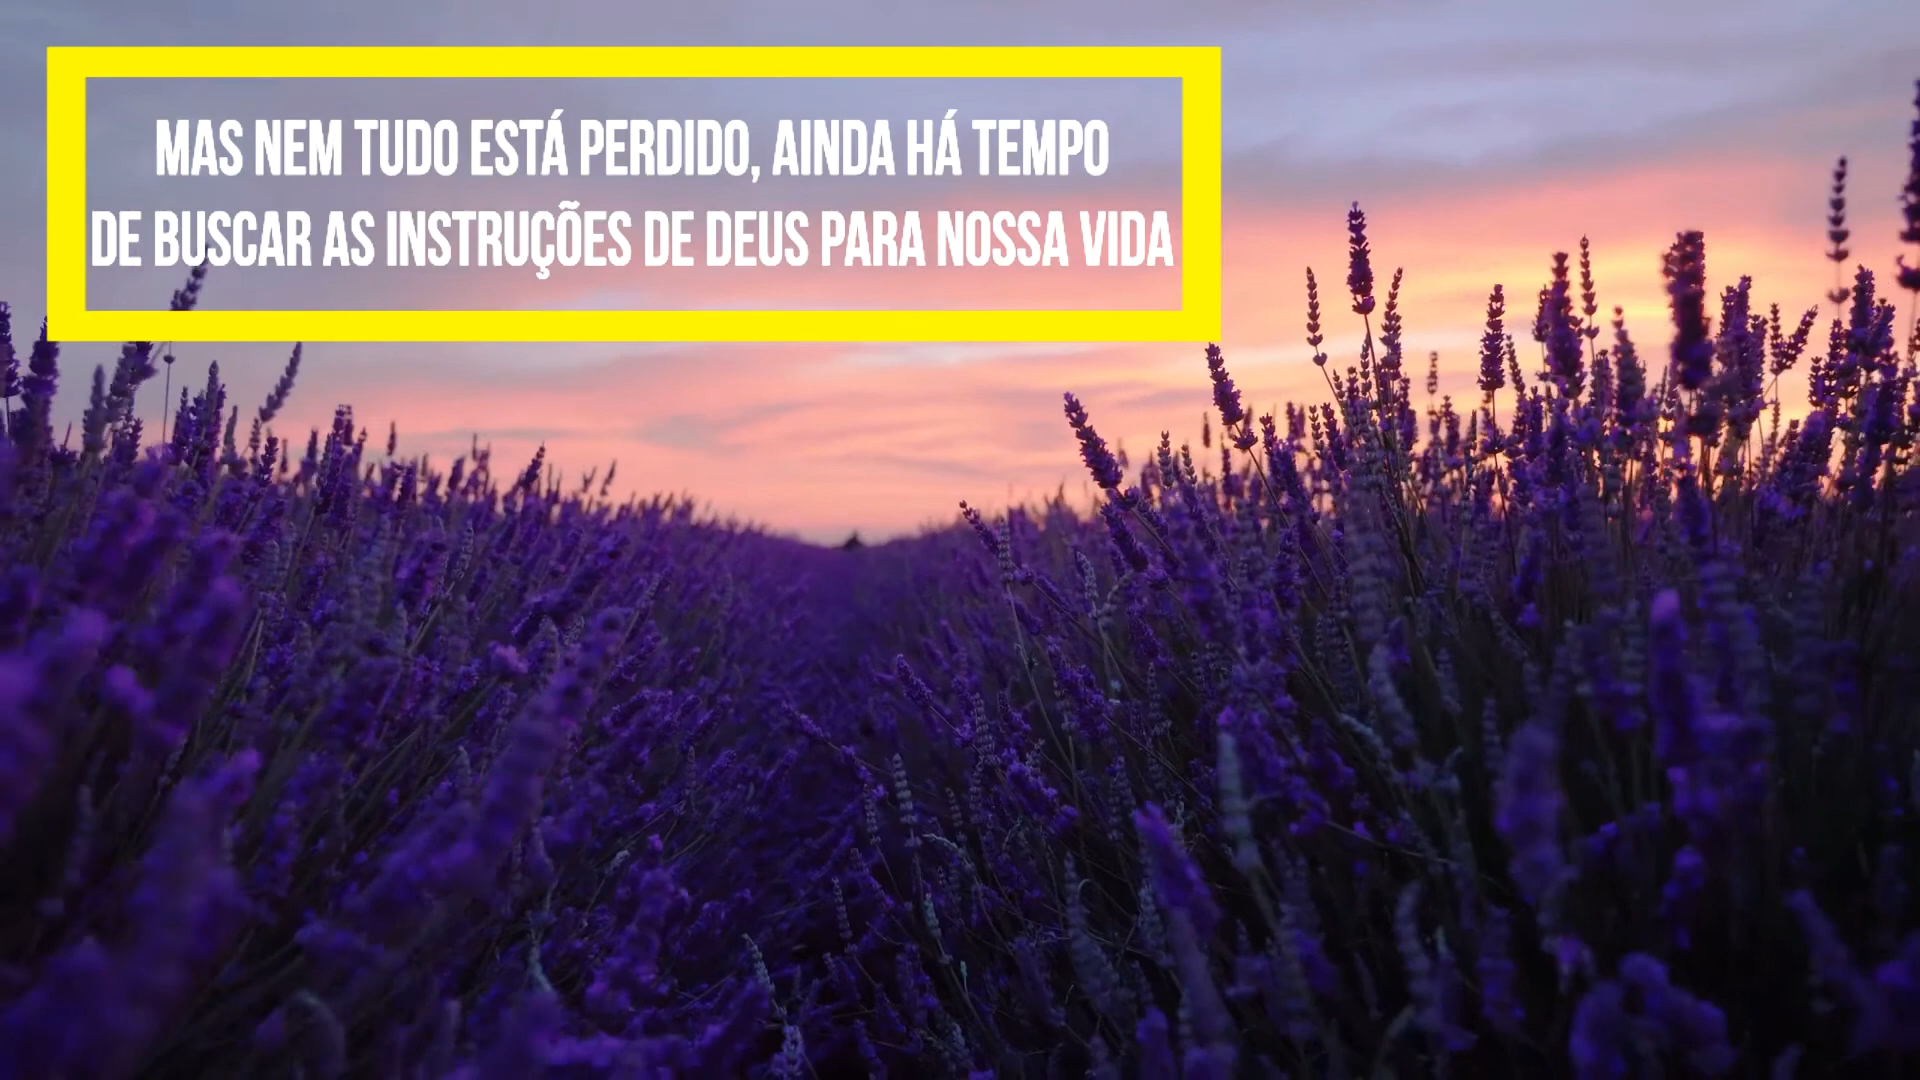 MAS NEM TUDO ESTÁ PERDIDO, AINDA HÁ TEMPO
DE BUSCAR AS INSTRUÇÕES DE DEUS PARA NOSSA VIDA